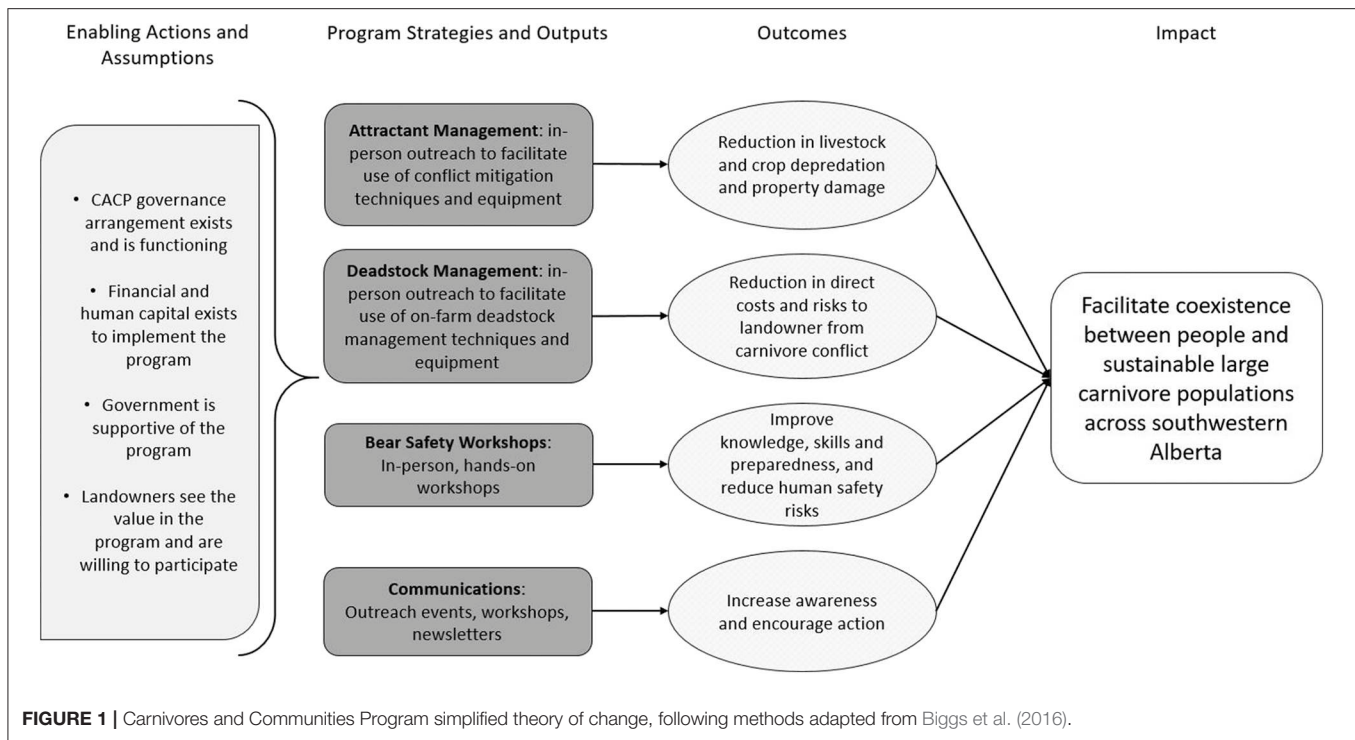 Enabling Actions and
Assumptions
Program Strategies and Outputs
Outcomes
Impact
• CACP governance
arrangement exists
and is functioning
• Financial and
human capital exists
to implement the
program
• Government is
supportive of the
program
• Landowners see the
value in the
program and are
willing to participate
Attractant Management: in-
person outreach to facilitate
use of conflict mitigation
techniques and equipment
Deadstock Management: in-
person outreach to facilitate
use of on-farm deadstock
management techniques and
equipment
Bear Safety Workshops:
In-person, hands-on
workshops
Communications:
Outreach events, workshops,
newsletters
Reduction in livestock
and crop depredation
and property damage
Reduction in direct
costs and risks to
landowner from
carnivore conflict
Improve
knowledge, skills and
preparedness, and
reduce human safety
risks
Increase awareness
and encourage action
Facilitate coexistence
between people and
sustainable large
carnivore populations
across southwestern
Alberta
FIGURE 1 | Carnivores and Communities Program simplified theory of change, following methods adapted from Biggs et al. (2016).